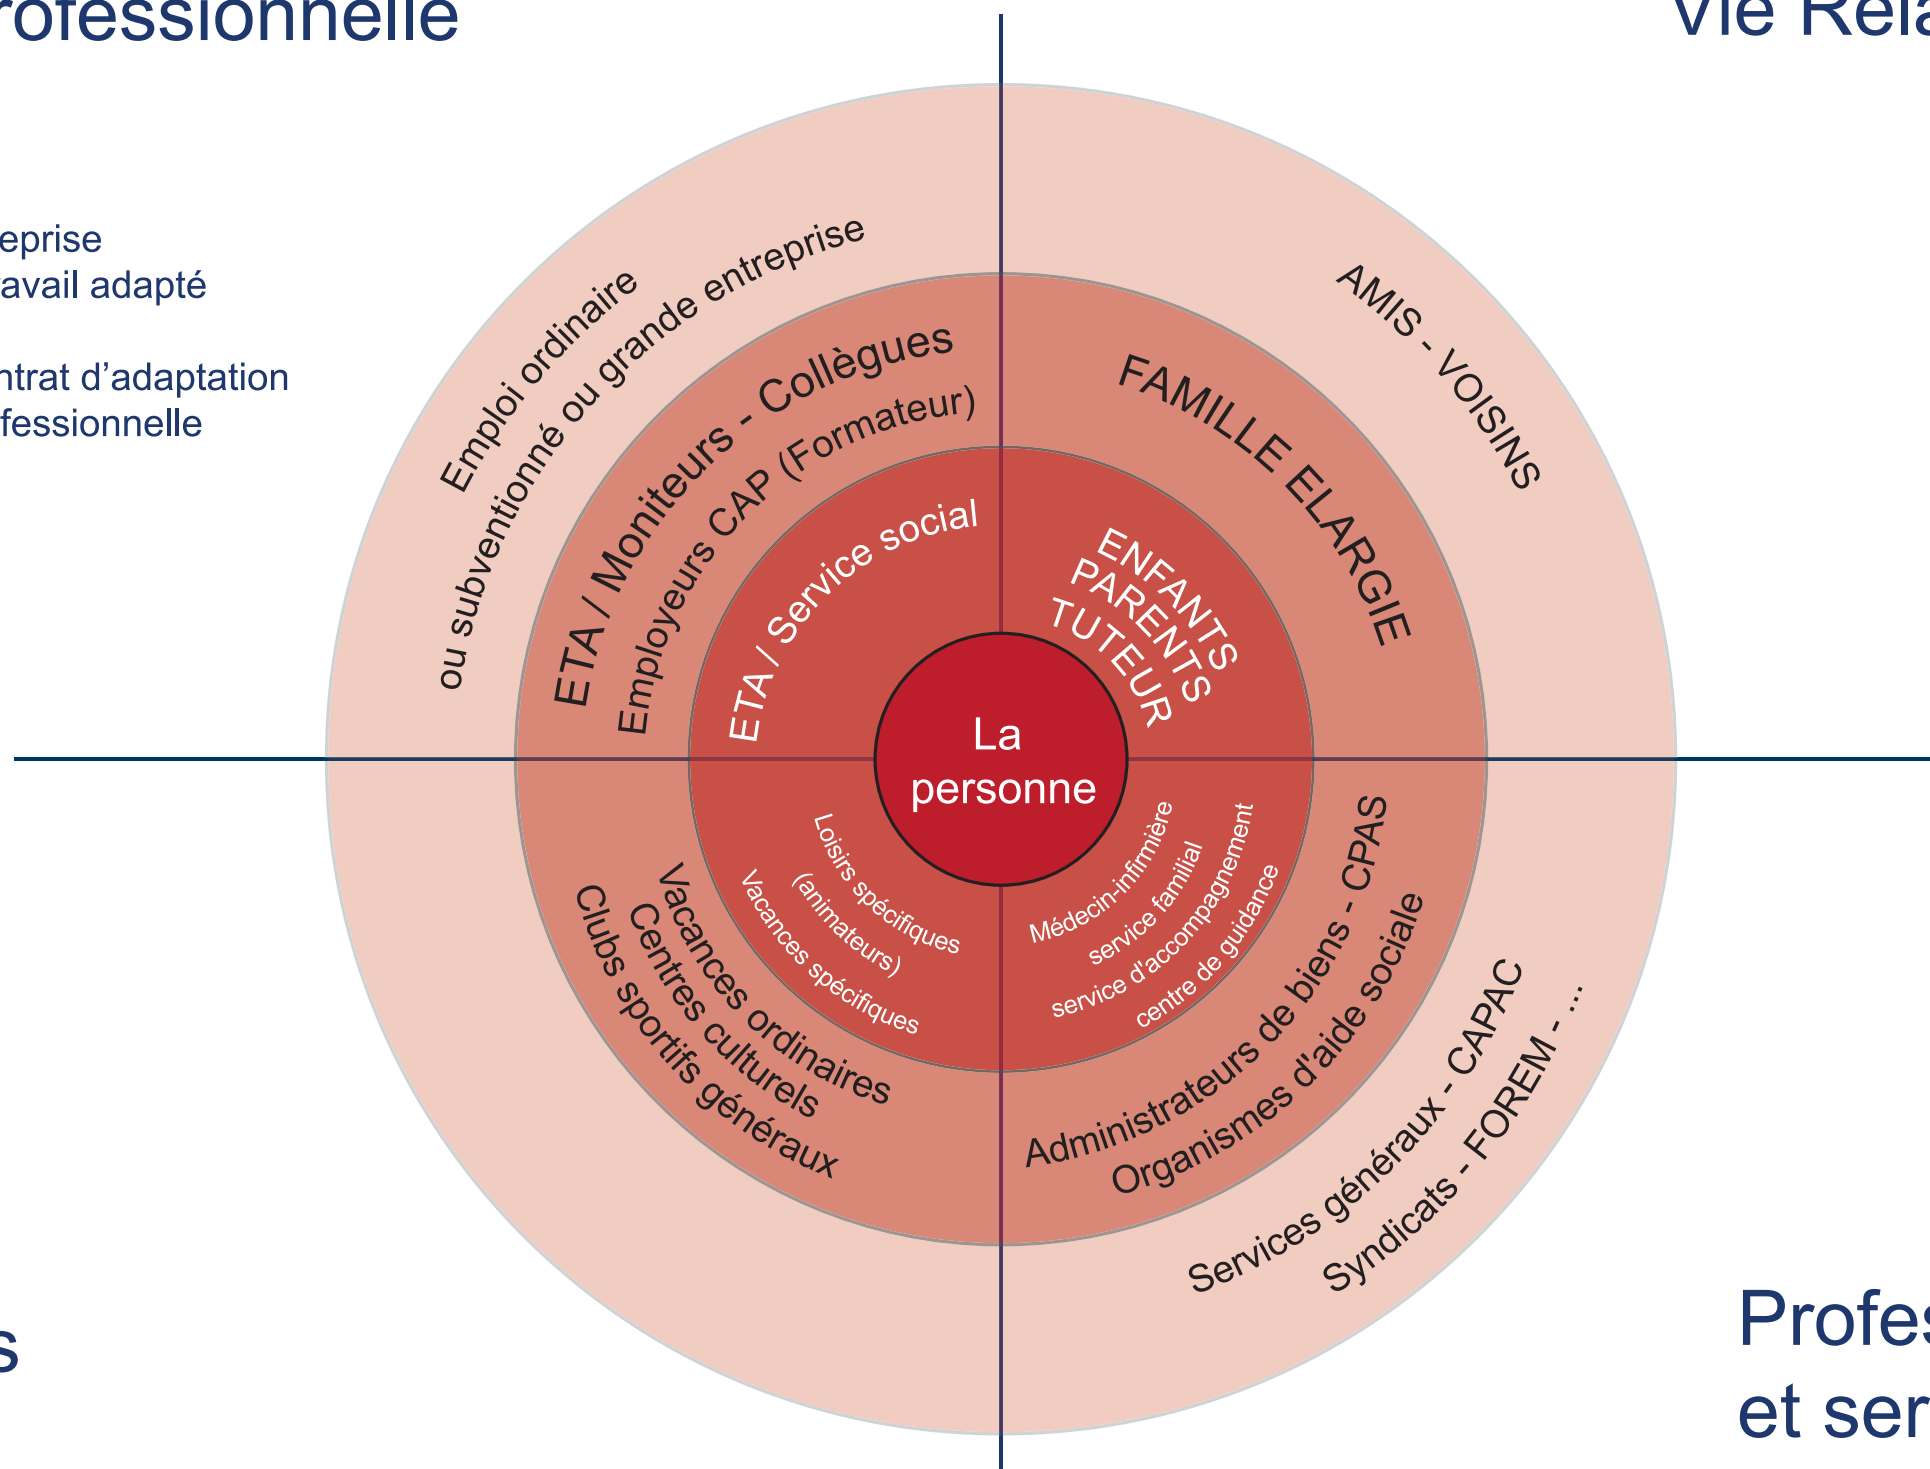 rofessionnelle
Vie Rela
eprise
avail adapté
ntrat d'adaptation
fessionnelle
Emploi ordinaire
ou subventionné ou grande entreprise
ETA / Moniteurs - Collègues
Employeurs CAP (Formateur)
ETA / Service social
AMIS - VOISINS
FAMILLE ELARGIE
ENFANTS
PARENTS
TUTEUR
La
personne
Loisirs spécifiques
(animateurs)
Vacances spécifiques
Vacances ordinaires
Centres culturels
Clubs sportifs généraux
Médecin-infirmière
service familial
service d'accompagnement
centre de guidance
Administrateurs de biens - CPAS
Organismes d'aide sociale
Services généraux - CAPAC
Syndicats - FOREM - ...
s
Profes
et ser